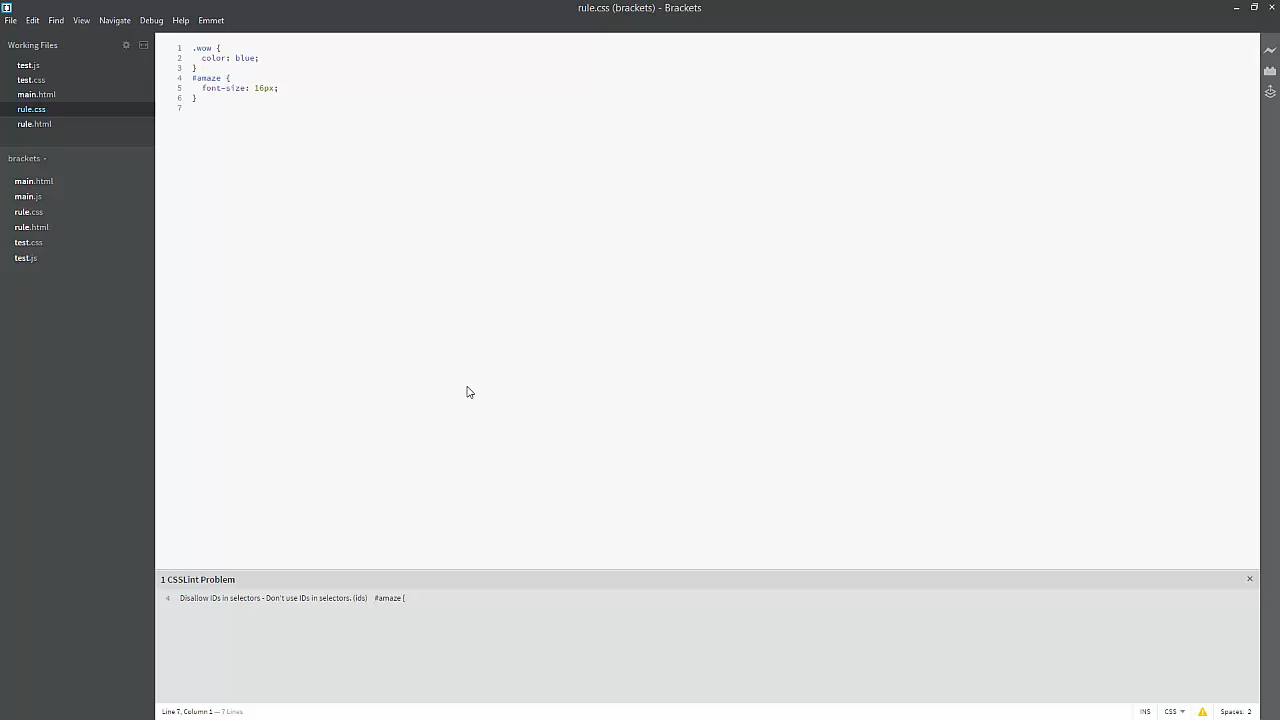 rule.css (brackets) - Brackets
File Edit Find View Navigate Debug Help Emmet
Working Files
test.js
test.css
main.html
rule.css
rule.html
brackets
main.html
main.js
rule.css
rule.html
test.css
test.js
1 .wow {
2 color: blue;
3 }
4 #amaze {
5 font-size: 16px;
6 }
7
1 CSSLint Problem
4 Disallow IDs in selectors - Don't use IDs in selectors. (ids) #amaze {
Line 7, Column 1 — 7 Lines
INS CSS Spaces: 2